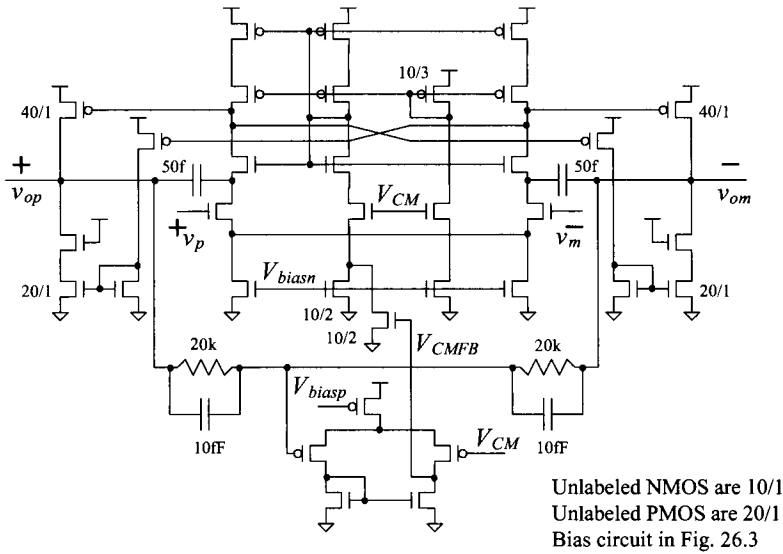 10/3
40/1
40/1
+
50f
50f
−
v_op
V_CM
v_om
+
v_p
−
v_m
20/1
V_biasn
20/1
10/2
10/2
V_CMFB
20k
20k
V_biasp
10fF
V_CM
10fF
Unlabeled NMOS are 10/1
Unlabeled PMOS are 20/1
Bias circuit in Fig. 26.3